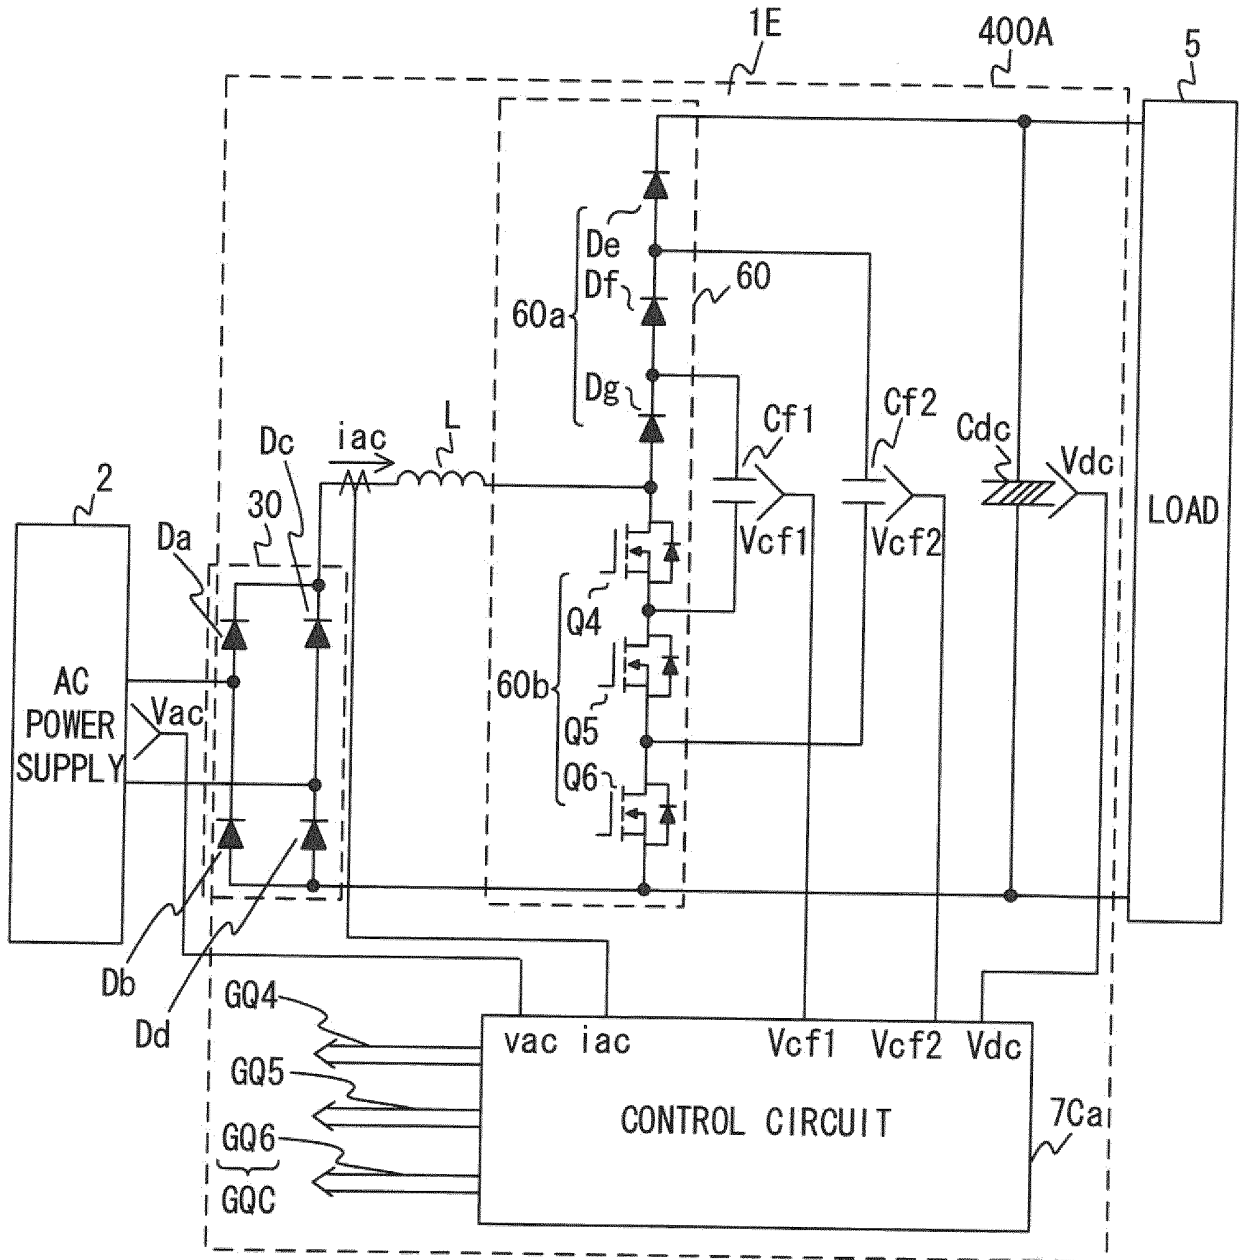 1E
400A
5
De
Df
60
60a
Dg
L
Cf1
Cf2
Cdc
Vdc
iac
Dc
2
30
Da
LOAD
Vcf1
Vcf2
Q4
60b
AC
POWER
SUPPLY
Vac
Q5
Q6
Db
Dd
GQ4
vac iac Vcf1 Vcf2 Vdc
GQ5
CONTROL CIRCUIT
7Ca
GQ6
GQC